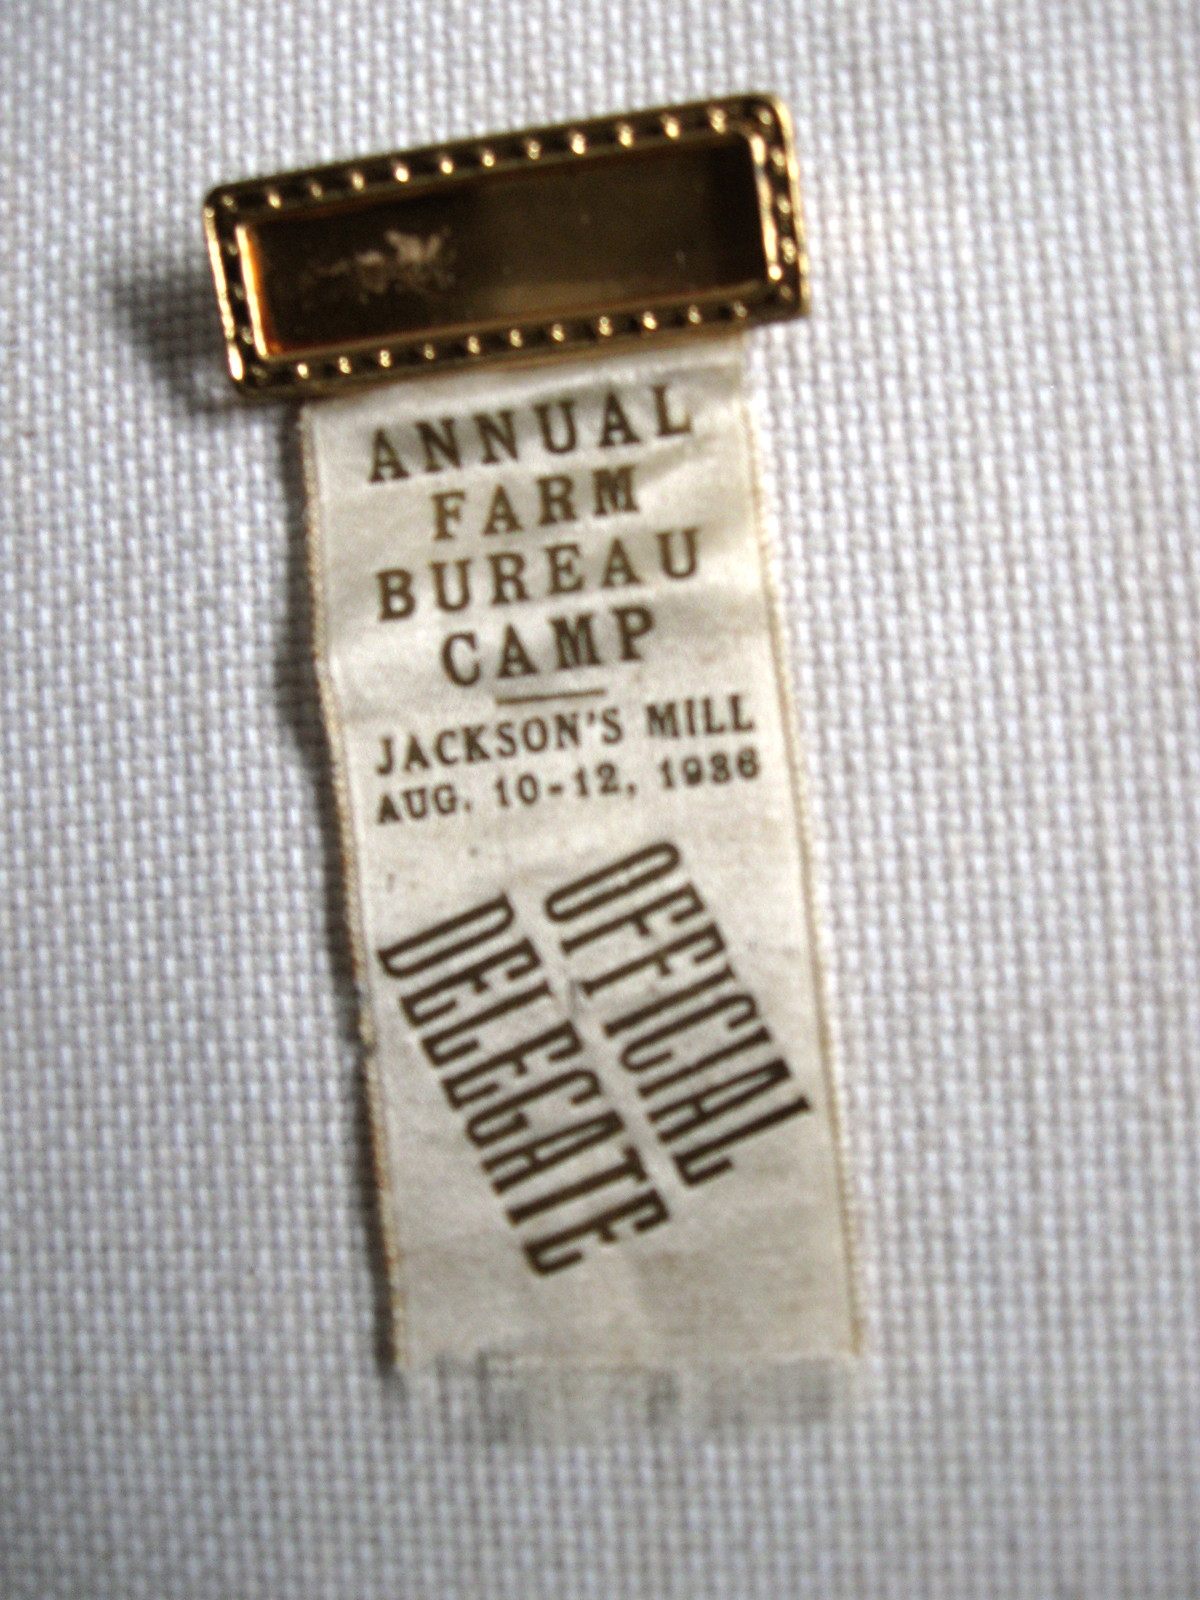 ANNUAL
FARM
BUREAU
CAMP
JACKSON'S MILL
AUG. 10-12, 1936
OFFICIAL
DELEGATE